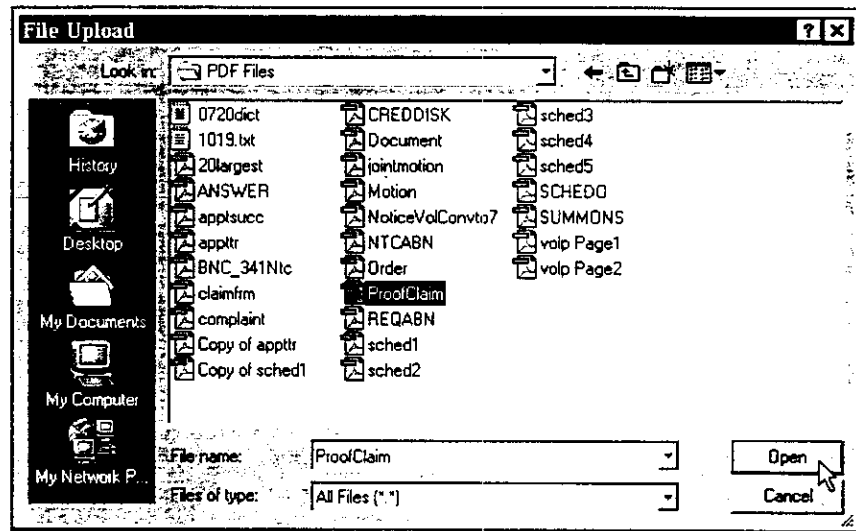 File Upload
Look in: PDF Files
History
Desktop
My Documents
My Computer
My Network P...
0720dict
1019.txt
20largest
ANSWER
apptsucc
appttr
BNC_341Ntc
claimfrm
complaint
Copy of appttr
Copy of sched1
CREDDISK
Document
jointmotion
Motion
NoticeVolConvto7
NTCABN
Order
ProofClaim
REQABN
sched1
sched2
sched3
sched4
sched5
SCHEDO
SUMMONS
volp Page1
volp Page2
File name: ProofClaim
Open
Files of type: All Files (*.*)
Cancel